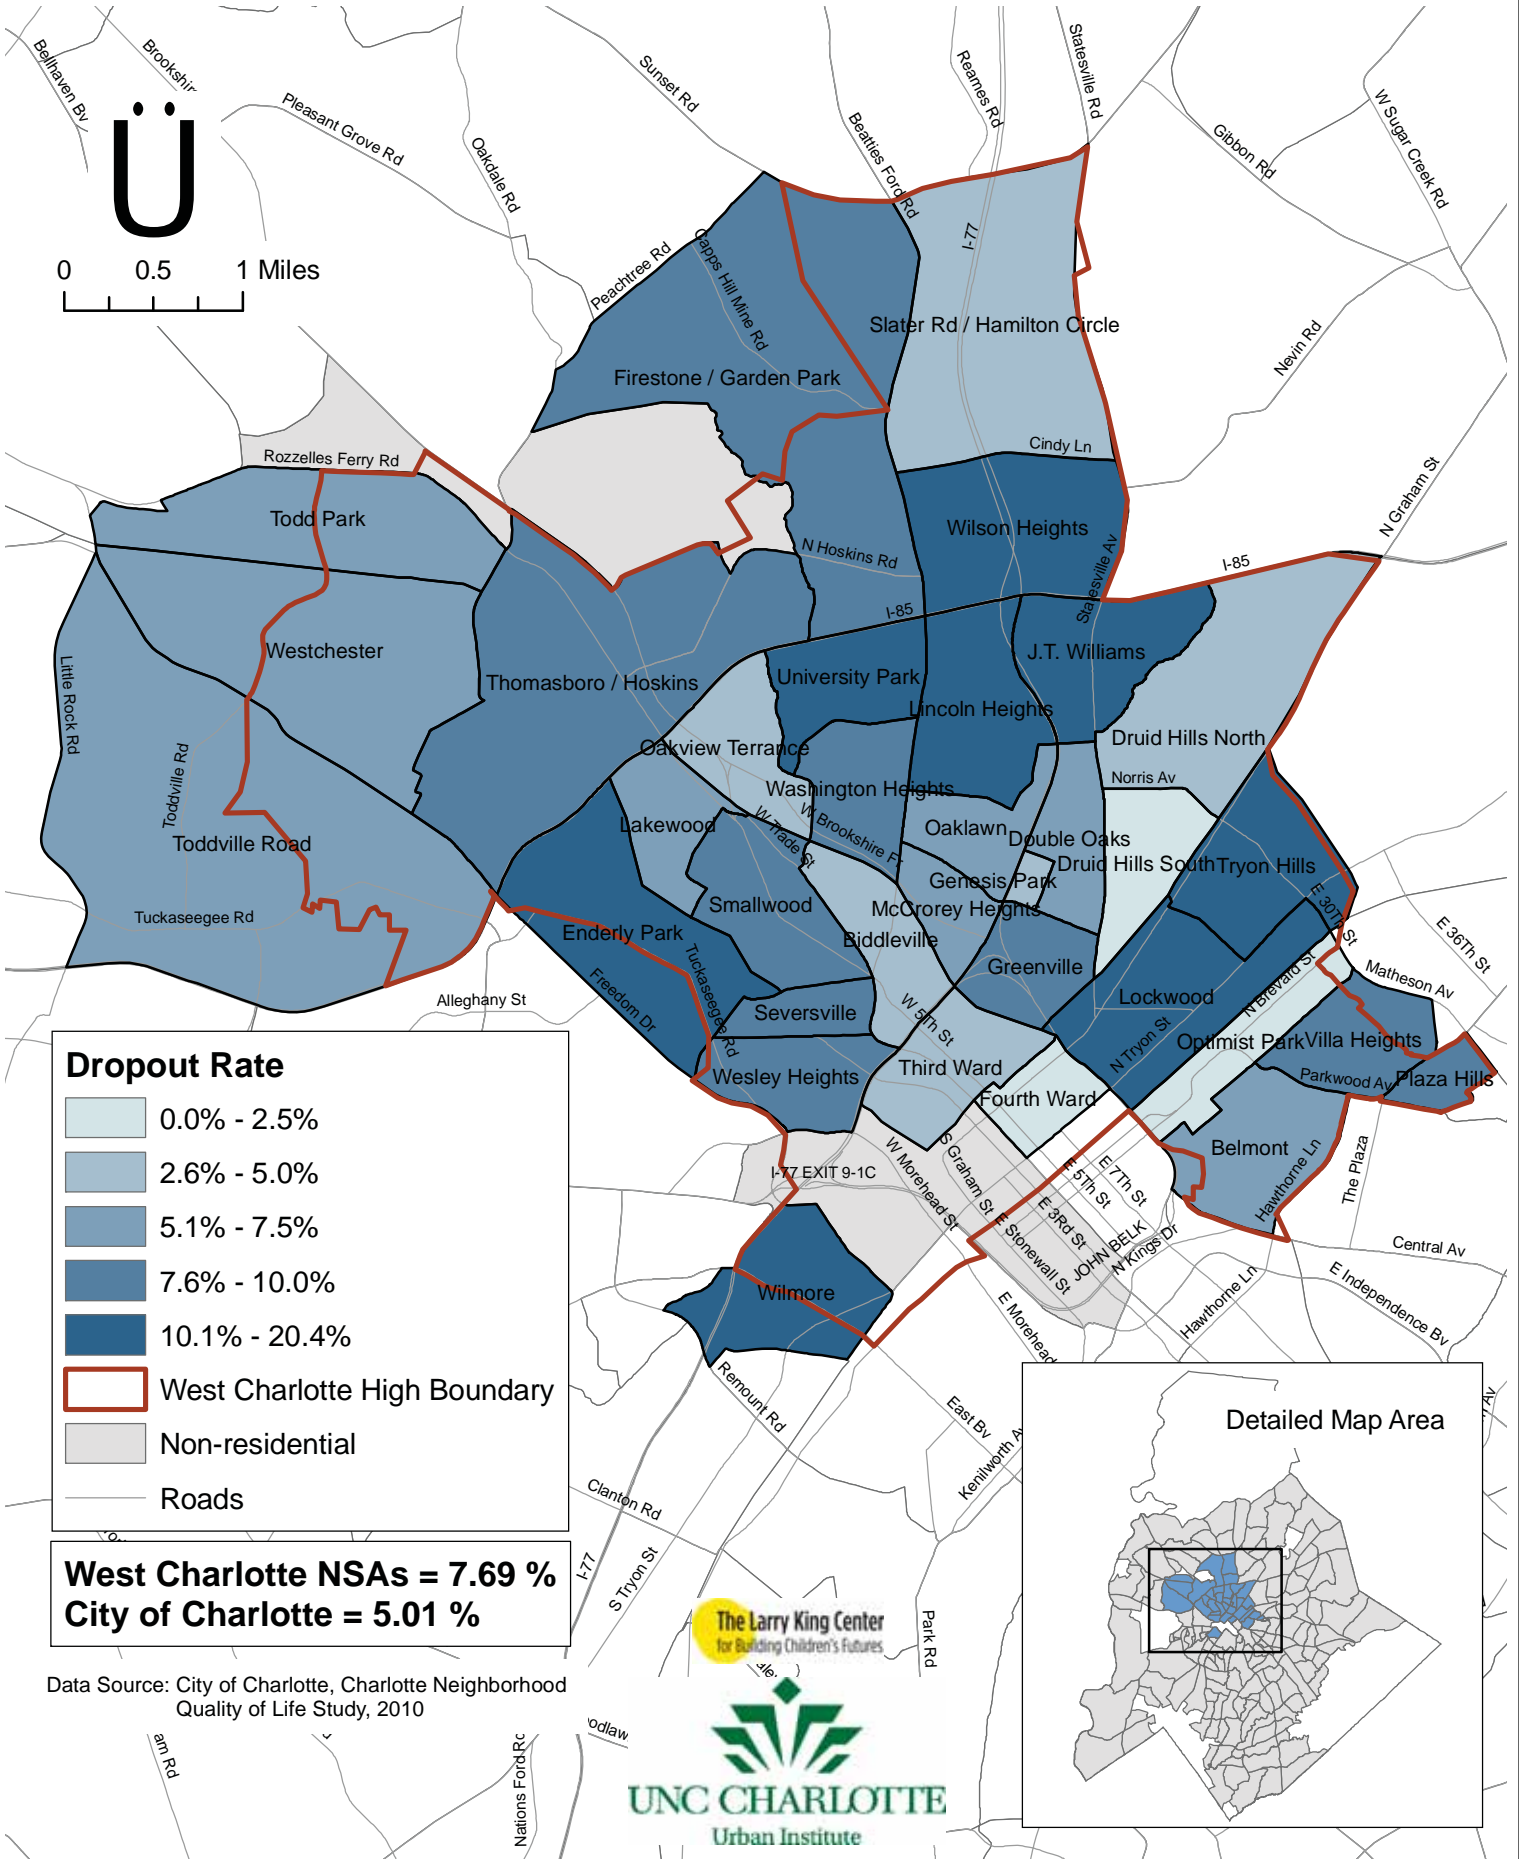 Bellhaven Bv
Pleasant Grove Rd
Oakdale Rd
Sunset Rd
Beatties Ford Rd
Reames Rd
Statesville Rd
Gibbon Rd
W Sugar Creek Rd
Ü
0 0.5 1 Miles
Peachtree Rd
Capps Hill Mine Rd
I-77
Slater Rd / Hamilton Circle
Nevin Rd
Firestone / Garden Park
Cindy Ln
Rozzelles Ferry Rd
N Graham St
Todd Park
Wilson Heights
N Hoskins Rd
Statesville Av
I-85
I-85
Westchester
Little Rock Rd
Thomasboro / Hoskins
University Park
J.T. Williams
Lincoln Heights
Toddville Rd
Oakview Terrance
Druid Hills North
Norris Av
Washington Heights
Toddville Road
Lakewood
W Trade St
W Brookshire Fr
Oaklawn
Double Oaks
Druid Hills South
Tryon Hills
Genesis Park
Smallwood
McCrorey Heights
E 30Th St
E 36Th St
Tuckaseegee Rd
Enderly Park
Biddleville
Greenville
Matheson Av
Alleghany St
Freedom Dr
Tuckaseegee Rd
Seversville
W 5Th St
Lockwood
N Brevard St
N Tryon St
Optimist Park
Villa Heights
Wesley Heights
Third Ward
Fourth Ward
Parkwood Av
Plaza Hills
Belmont
Hawthorne Ln
The Plaza
I-77 EXIT 9-1C
W Morehead St
S Graham St
E 5Th St
E 7Th St
E 3Rd St
E Stonewall St
JOHN BELK
N Kings Dr
Central Av
E Independence Bv
Hawthorne Ln
Wilmore
E Morehead
Remount Rd
East Bv
Kenilworth A
Clanton Rd
I-77
S Tryon St
Park Rd
Nations Ford Rd
am Rd
Dropout Rate
0.0% - 2.5%
2.6% - 5.0%
5.1% - 7.5%
7.6% - 10.0%
10.1% - 20.4%
West Charlotte High Boundary
Non-residential
Roads
West Charlotte NSAs = 7.69 %
City of Charlotte = 5.01 %
Data Source: City of Charlotte, Charlotte Neighborhood
Quality of Life Study, 2010
The Larry King Center
for Building Children's Futures
UNC CHARLOTTE
Urban Institute
Detailed Map Area